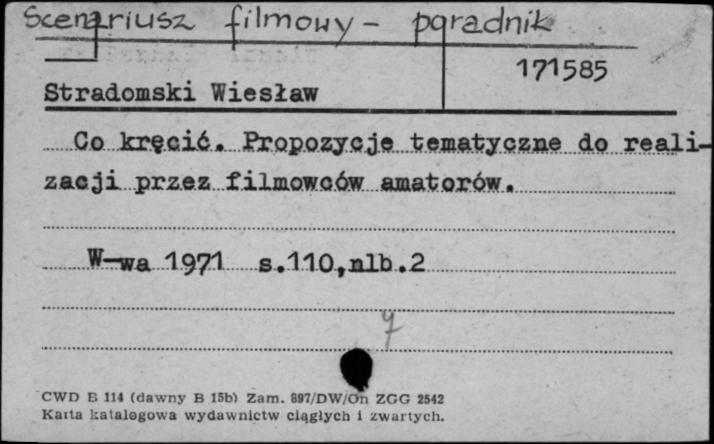 Scenariusz filmowy - poradnik
171585
Stradomski Wiesław
Co kręcić. Propozycje tematyczne do reali-
zacji przez filmowców amatorów.
W-wa 1971 s.110,nlb.2
CWD B 114 (dawny B 15b) Zam. 897/DW/On ZGG 2542
Karta katalogowa wydawnictw ciągłych i zwartych.